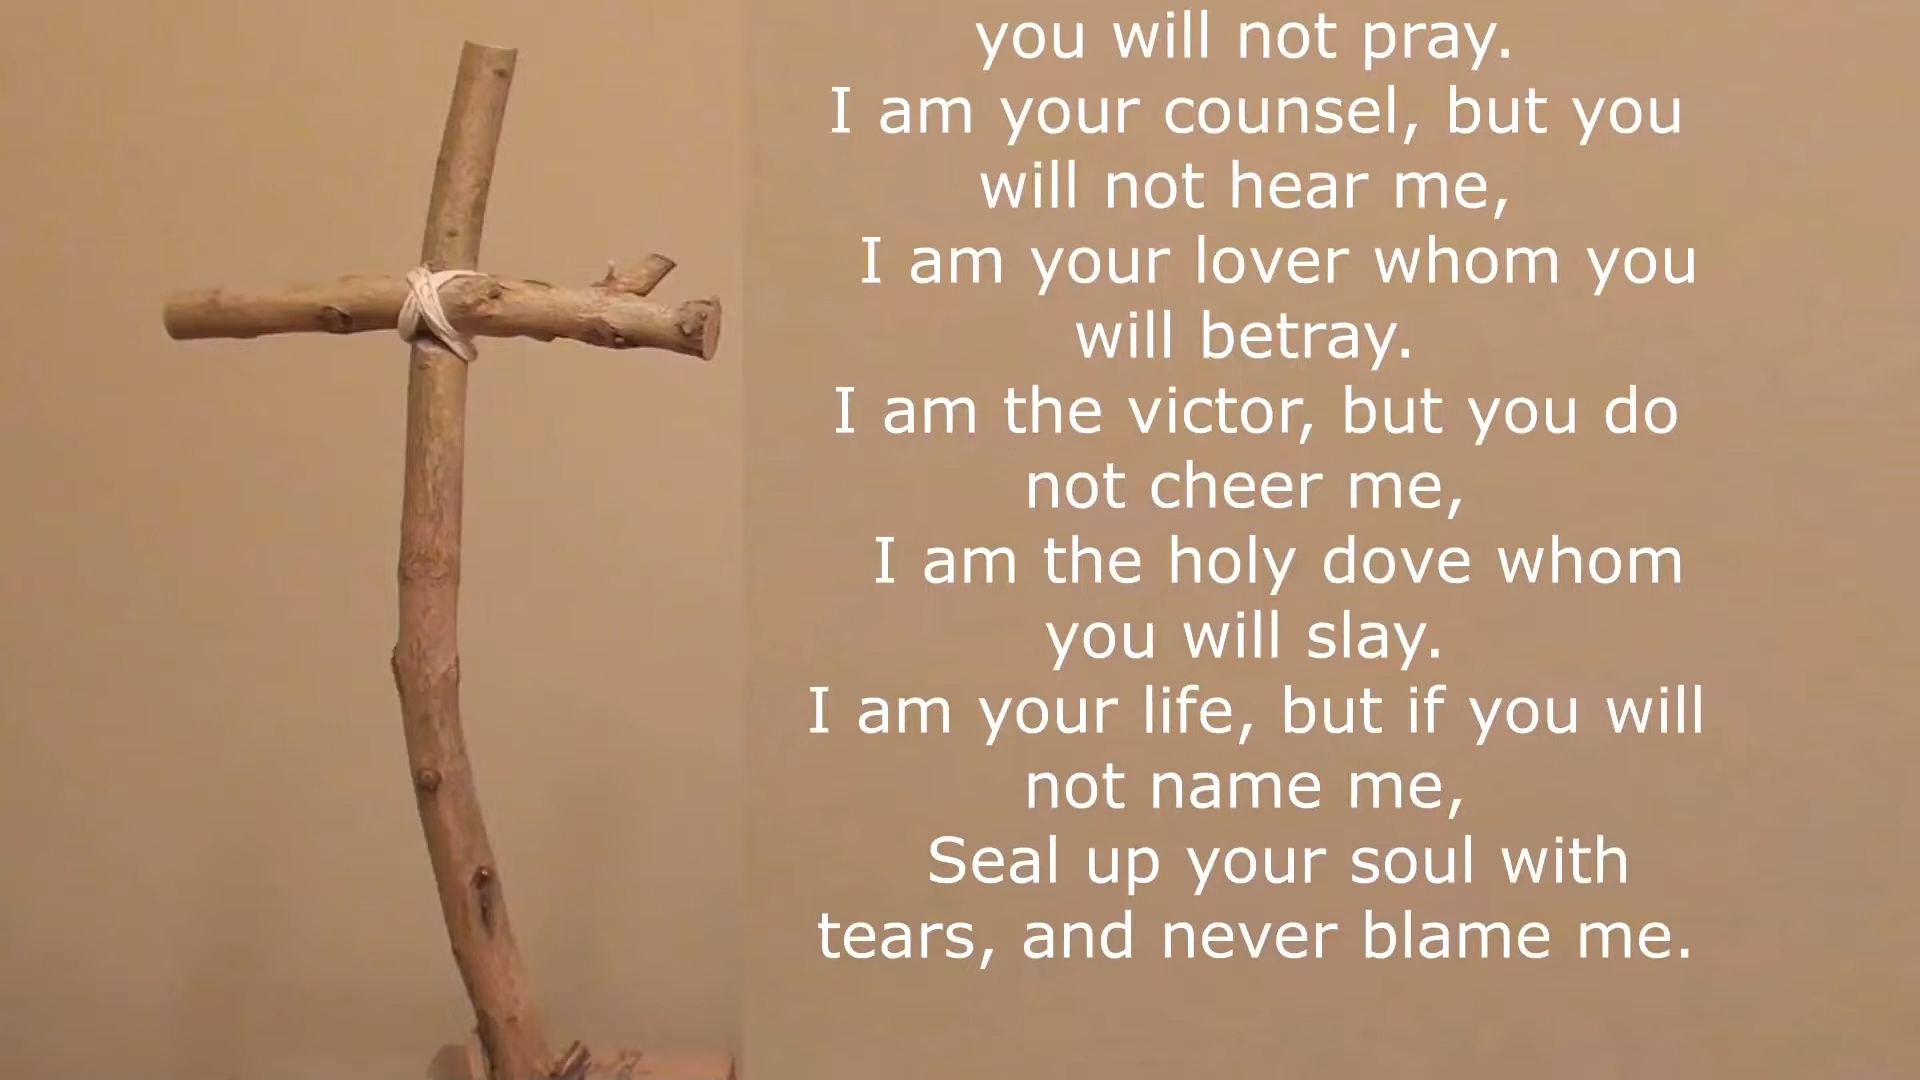 you will not pray.
I am your counsel, but you
will not hear me,
I am your lover whom you
will betray.
I am the victor, but you do
not cheer me,
I am the holy dove whom
you will slay.
I am your life, but if you will
not name me,
Seal up your soul with
tears, and never blame me.